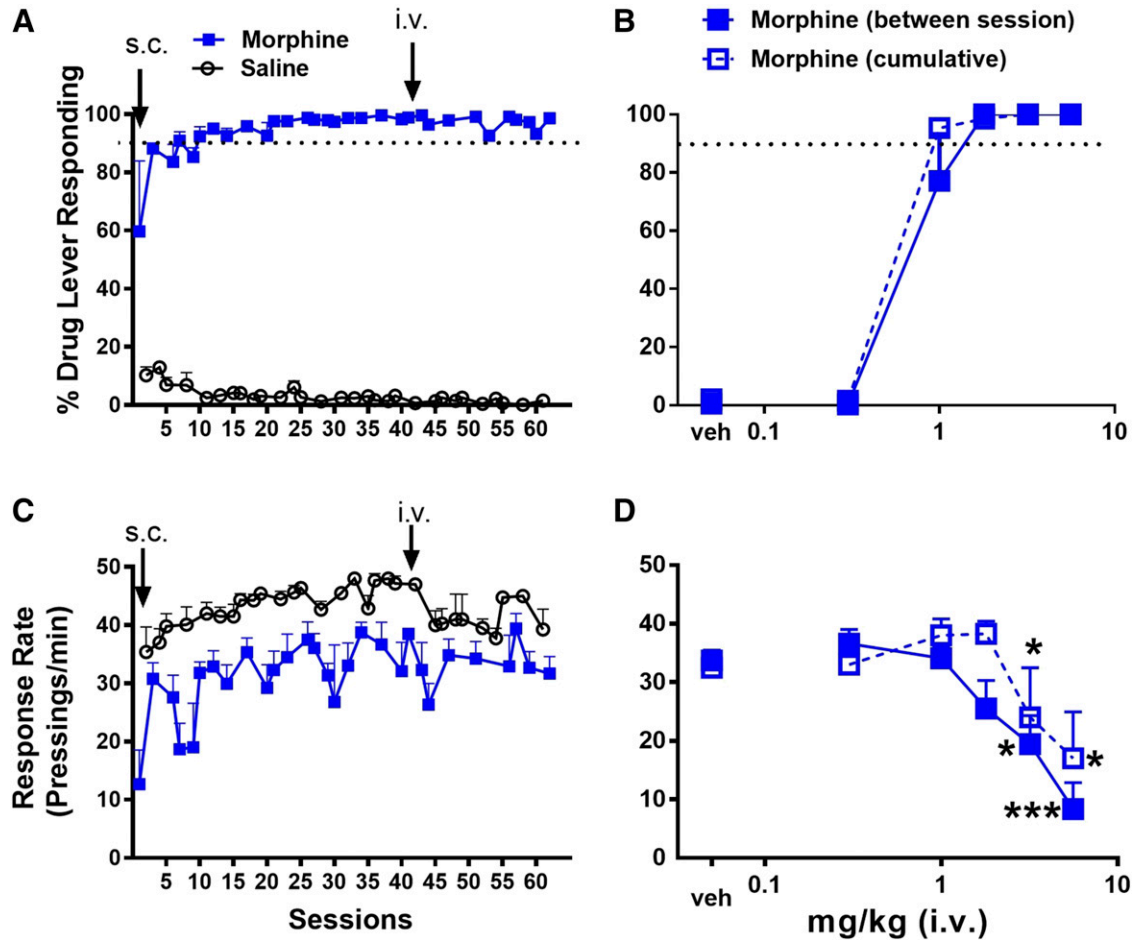 A
s.c.
Morphine
Saline
i.v.
% Drug Lever Responding
100
80
60
40
20
0
5 10 15 20 25 30 35 40 45 50 55 60
B
Morphine (between session)
Morphine (cumulative)
100
80
60
40
20
0
veh 0.1 1 10
C
s.c.
i.v.
Response Rate
(Pressings/min)
50
40
30
20
10
0
5 10 15 20 25 30 35 40 45 50 55 60
Sessions
D
50
40
30
20
10
0
*
*
*
***
veh 0.1 1 10
mg/kg (i.v.)